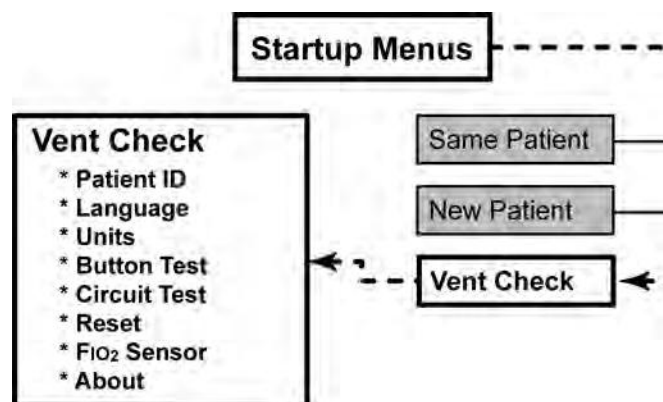 Startup Menus
Vent Check
* Patient ID
* Language
* Units
* Button Test
* Circuit Test
* Reset
* FIO2 Sensor
* About
Same Patient
New Patient
Vent Check